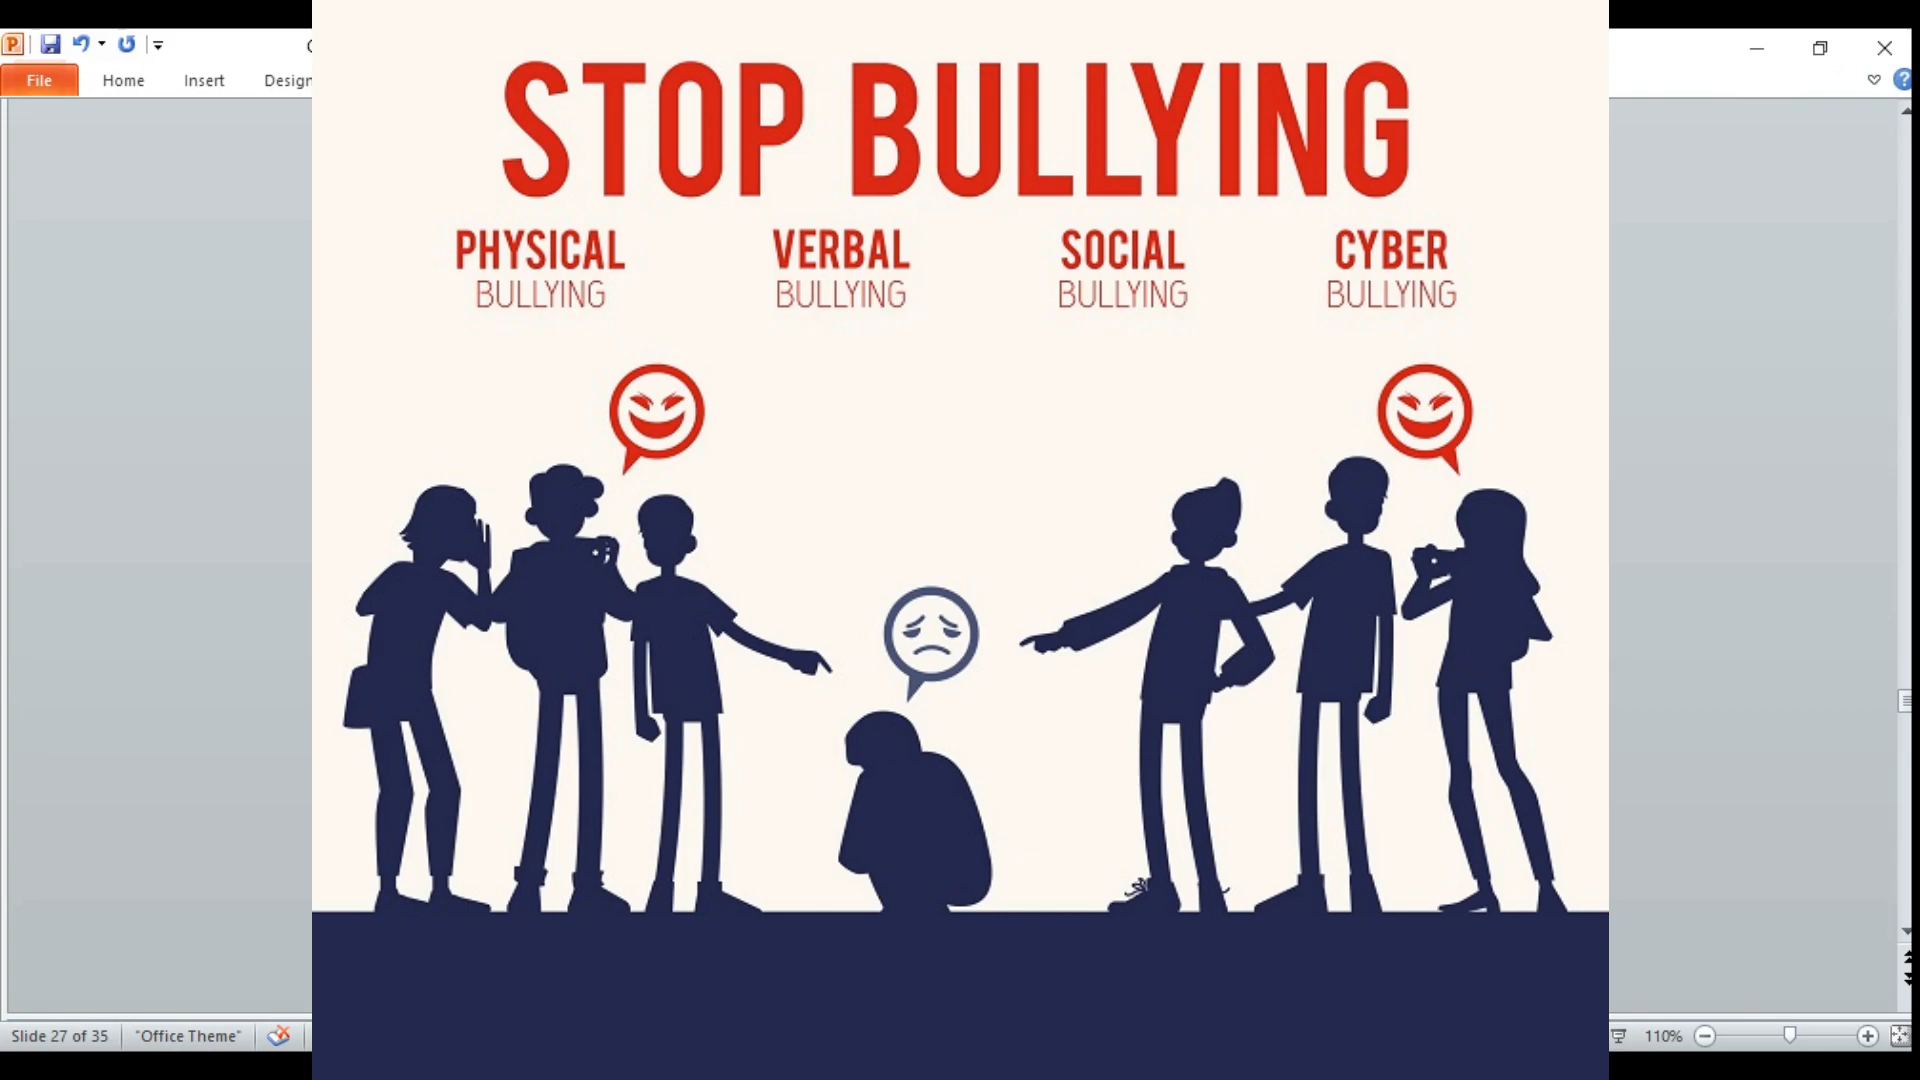 File Home Insert Design
STOP BULLYING
PHYSICAL VERBAL SOCIAL CYBER
BULLYING BULLYING BULLYING BULLYING
Slide 27 of 35 "Office Theme" 110%